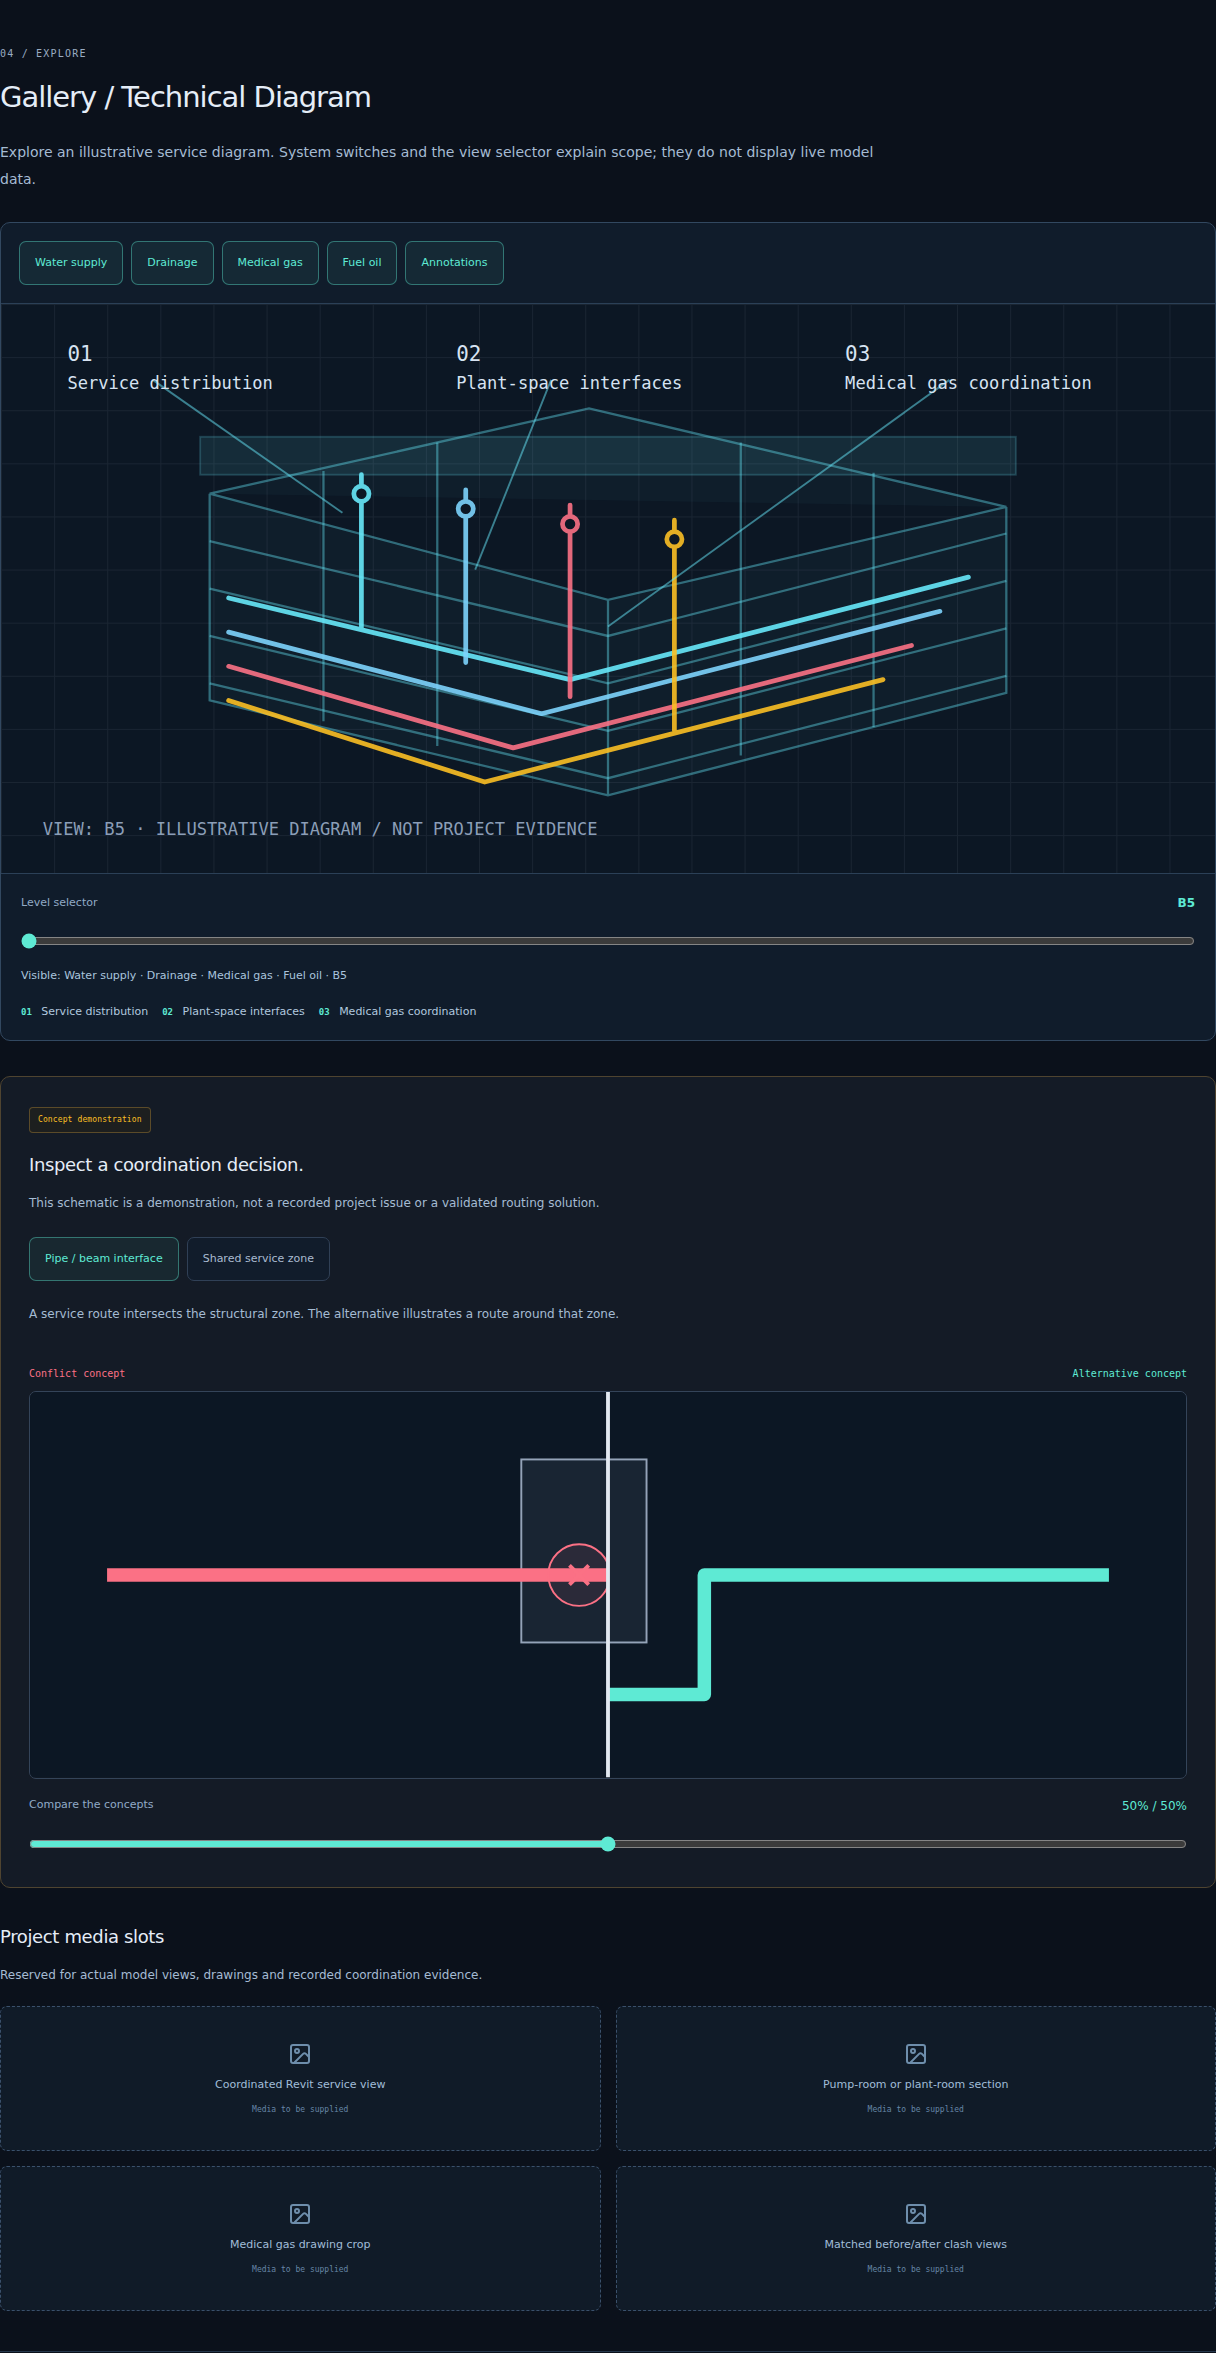 04 / EXPLORE
Gallery / Technical Diagram
Explore an illustrative service diagram. System switches and the view selector explain scope; they do not display live model
data.
Water supply
Drainage
Medical gas
Fuel oil
Annotations
01
Service distribution
02
Plant-space interfaces
03
Medical gas coordination
VIEW: B5 · ILLUSTRATIVE DIAGRAM / NOT PROJECT EVIDENCE
Level selector
B5
Visible: Water supply · Drainage · Medical gas · Fuel oil · B5
01 Service distribution 02 Plant-space interfaces 03 Medical gas coordination
Concept demonstration
Inspect a coordination decision.
This schematic is a demonstration, not a recorded project issue or a validated routing solution.
Pipe / beam interface
Shared service zone
A service route intersects the structural zone. The alternative illustrates a route around that zone.
Conflict concept
Alternative concept
Compare the concepts
50% / 50%
Project media slots
Reserved for actual model views, drawings and recorded coordination evidence.
Coordinated Revit service view
Media to be supplied
Pump-room or plant-room section
Media to be supplied
Medical gas drawing crop
Media to be supplied
Matched before/after clash views
Media to be supplied